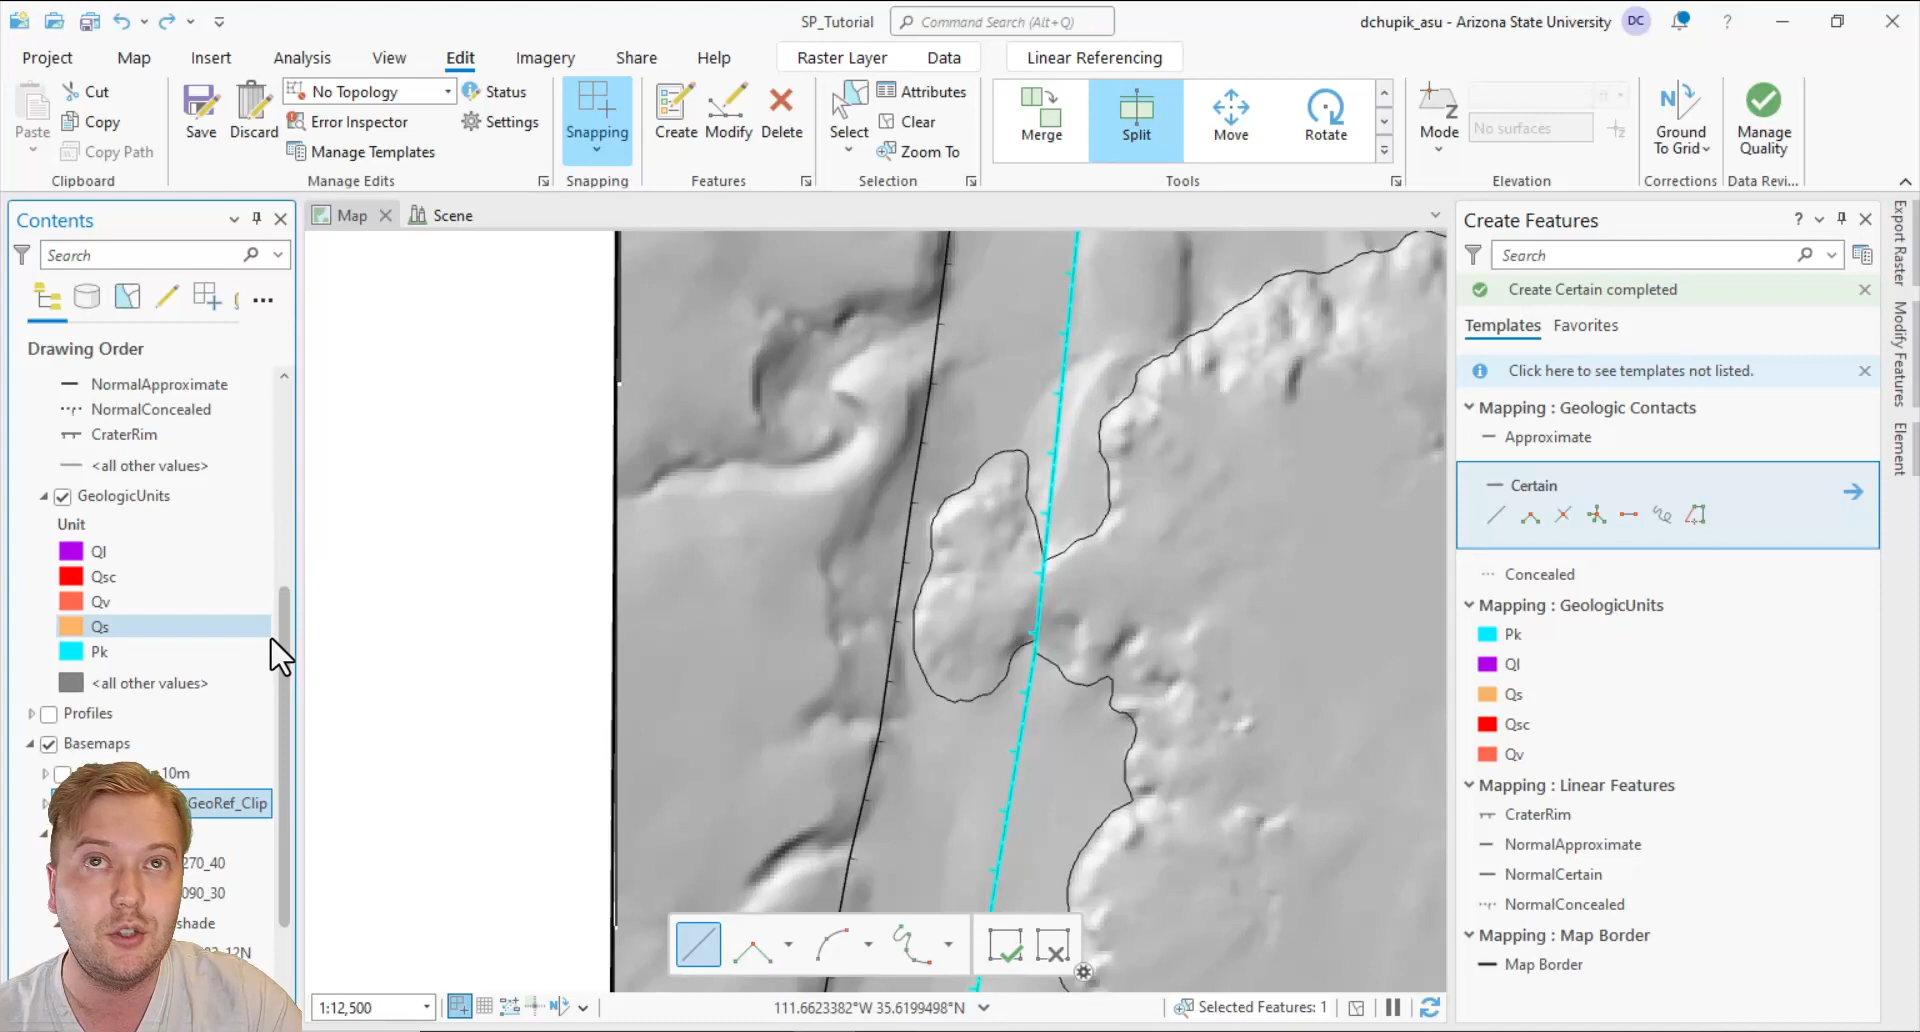 SP_Tutorial
Command Search (Alt+Q)
dchupik_asu - Arizona State University
DC
?
Project
Map
Insert
Analysis
View
Edit
Imagery
Share
Help
Raster Layer
Data
Linear Referencing
Paste
Cut
Copy
Copy Path
Clipboard
Save
Discard
No Topology
Error Inspector
Manage Templates
Status
Settings
Manage Edits
Snapping
Snapping
Create
Modify
Delete
Features
Select
Attributes
Clear
Zoom To
Selection
Merge
Split
Move
Rotate
Tools
Mode
No surfaces
Elevation
Ground
To Grid
Corrections
Manage
Quality
Data Revi...
Contents
Search
Drawing Order
NormalApproximate
NormalConcealed
CraterRim
<all other values>
GeologicUnits
Unit
Ql
Qsc
Qv
Qs
Pk
<all other values>
Profiles
Basemaps
10m
GeoRef_Clip
270_40
090_30
shade
12N
Map
Scene
1:12,500
111.6623382°W 35.6199498°N
Selected Features: 1
Create Features
?
Search
Create Certain completed
Templates
Favorites
Click here to see templates not listed.
Mapping : Geologic Contacts
Approximate
Certain
Concealed
Mapping : GeologicUnits
Pk
Ql
Qs
Qsc
Qv
Mapping : Linear Features
CraterRim
NormalApproximate
NormalCertain
NormalConcealed
Mapping : Map Border
Map Border
Export Raster
Modify Features
Element